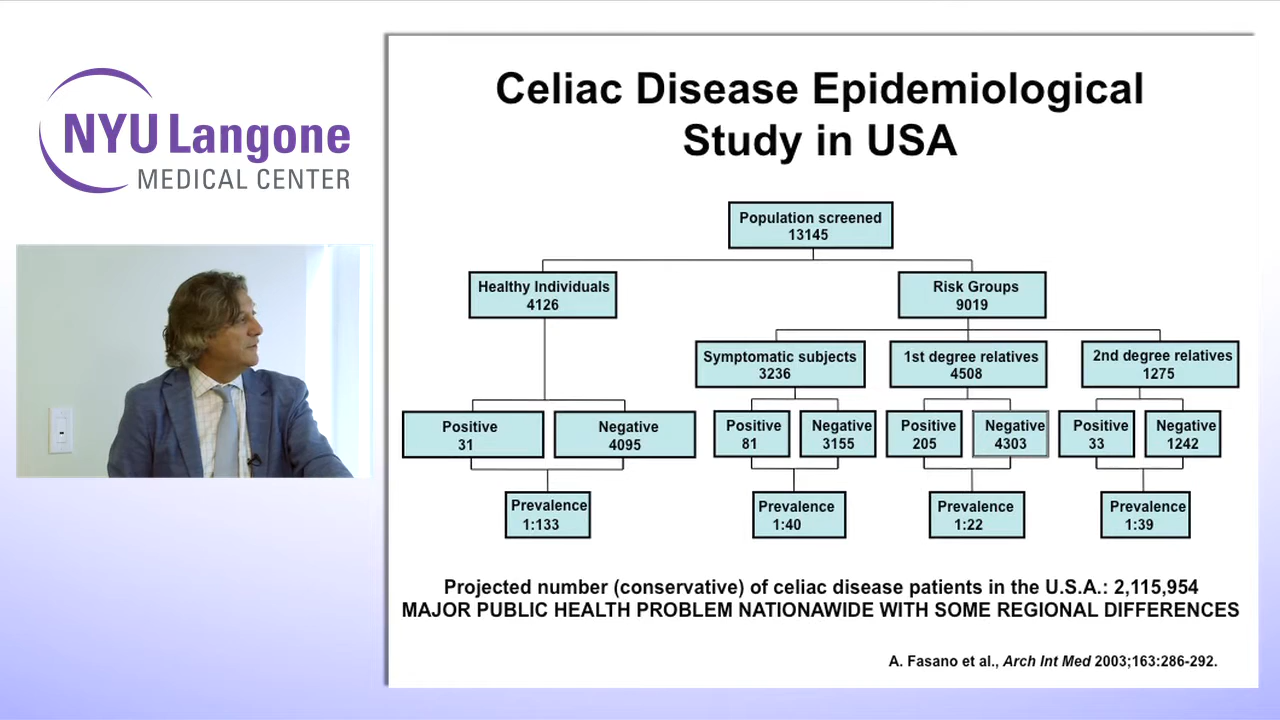 NYU Langone
MEDICAL CENTER
Celiac Disease Epidemiological
Study in USA
Population screened
13145
Healthy Individuals
4126
Risk Groups
9019
Symptomatic subjects
3236
1st degree relatives
4508
2nd degree relatives
1275
Positive
31
Negative
4095
Positive
81
Negative
3155
Positive
205
Negative
4303
Positive
33
Negative
1242
Prevalence
1:133
Prevalence
1:40
Prevalence
1:22
Prevalence
1:39
Projected number (conservative) of celiac disease patients in the U.S.A.: 2,115,954
MAJOR PUBLIC HEALTH PROBLEM NATIONAWIDE WITH SOME REGIONAL DIFFERENCES
A. Fasano et al., Arch Int Med 2003;163:286-292.